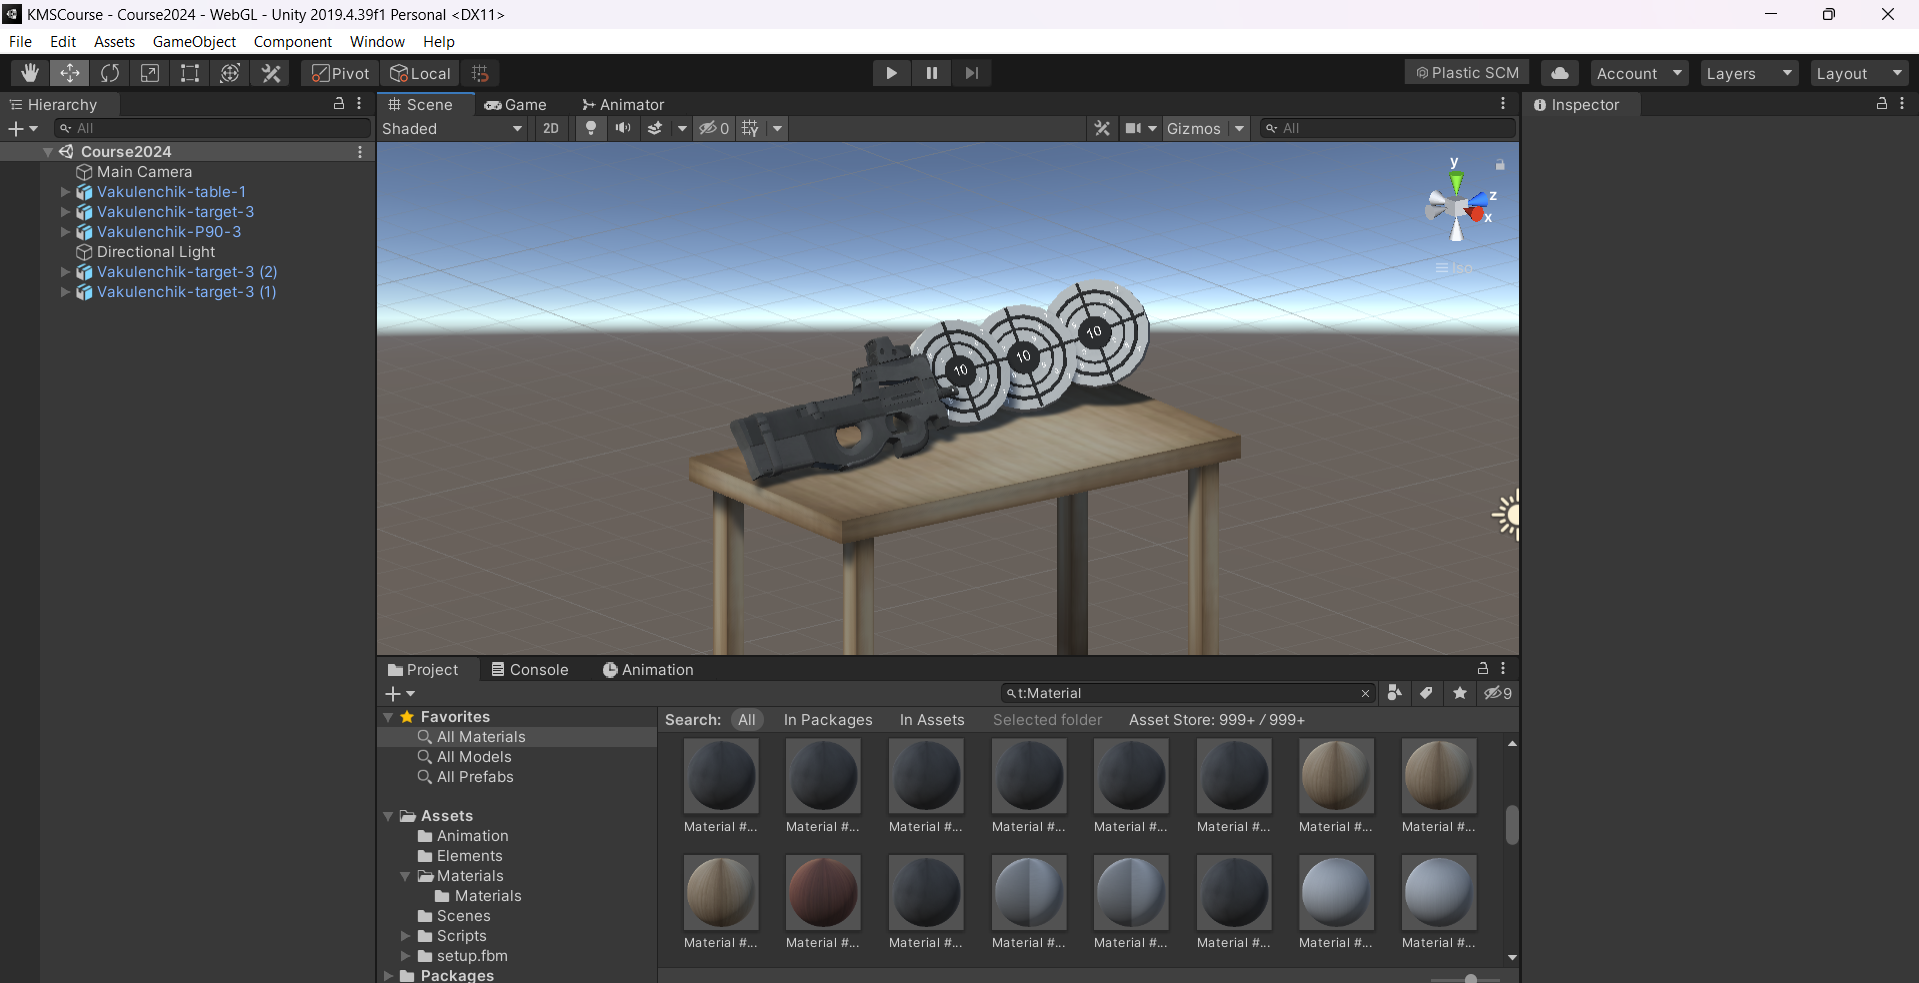 KMSCourse - Course2024 - WebGL - Unity 2019.4.39f1 Personal <DX11>
File Edit Assets GameObject Component Window Help
Pivot Local Plastic SCM Account Layers Layout
Hierarchy
All
Course2024
Main Camera
Vakulenchik-table-1
Vakulenchik-target-3
Vakulenchik-P90-3
Directional Light
Vakulenchik-target-3 (2)
Vakulenchik-target-3 (1)
Scene Game Animator
Shaded 2D 0 Gizmos All
y
z
x
Iso
10
10
10
Inspector
Project Console Animation
t:Material 9
Favorites
All Materials
All Models
All Prefabs
Assets
Animation
Elements
Materials
Materials
Scenes
Scripts
setup.fbm
Packages
Search: All In Packages In Assets Selected folder Asset Store: 999+ / 999+
Material #... Material #... Material #... Material #... Material #... Material #... Material #... Material #...
Material #... Material #... Material #... Material #... Material #... Material #... Material #... Material #...